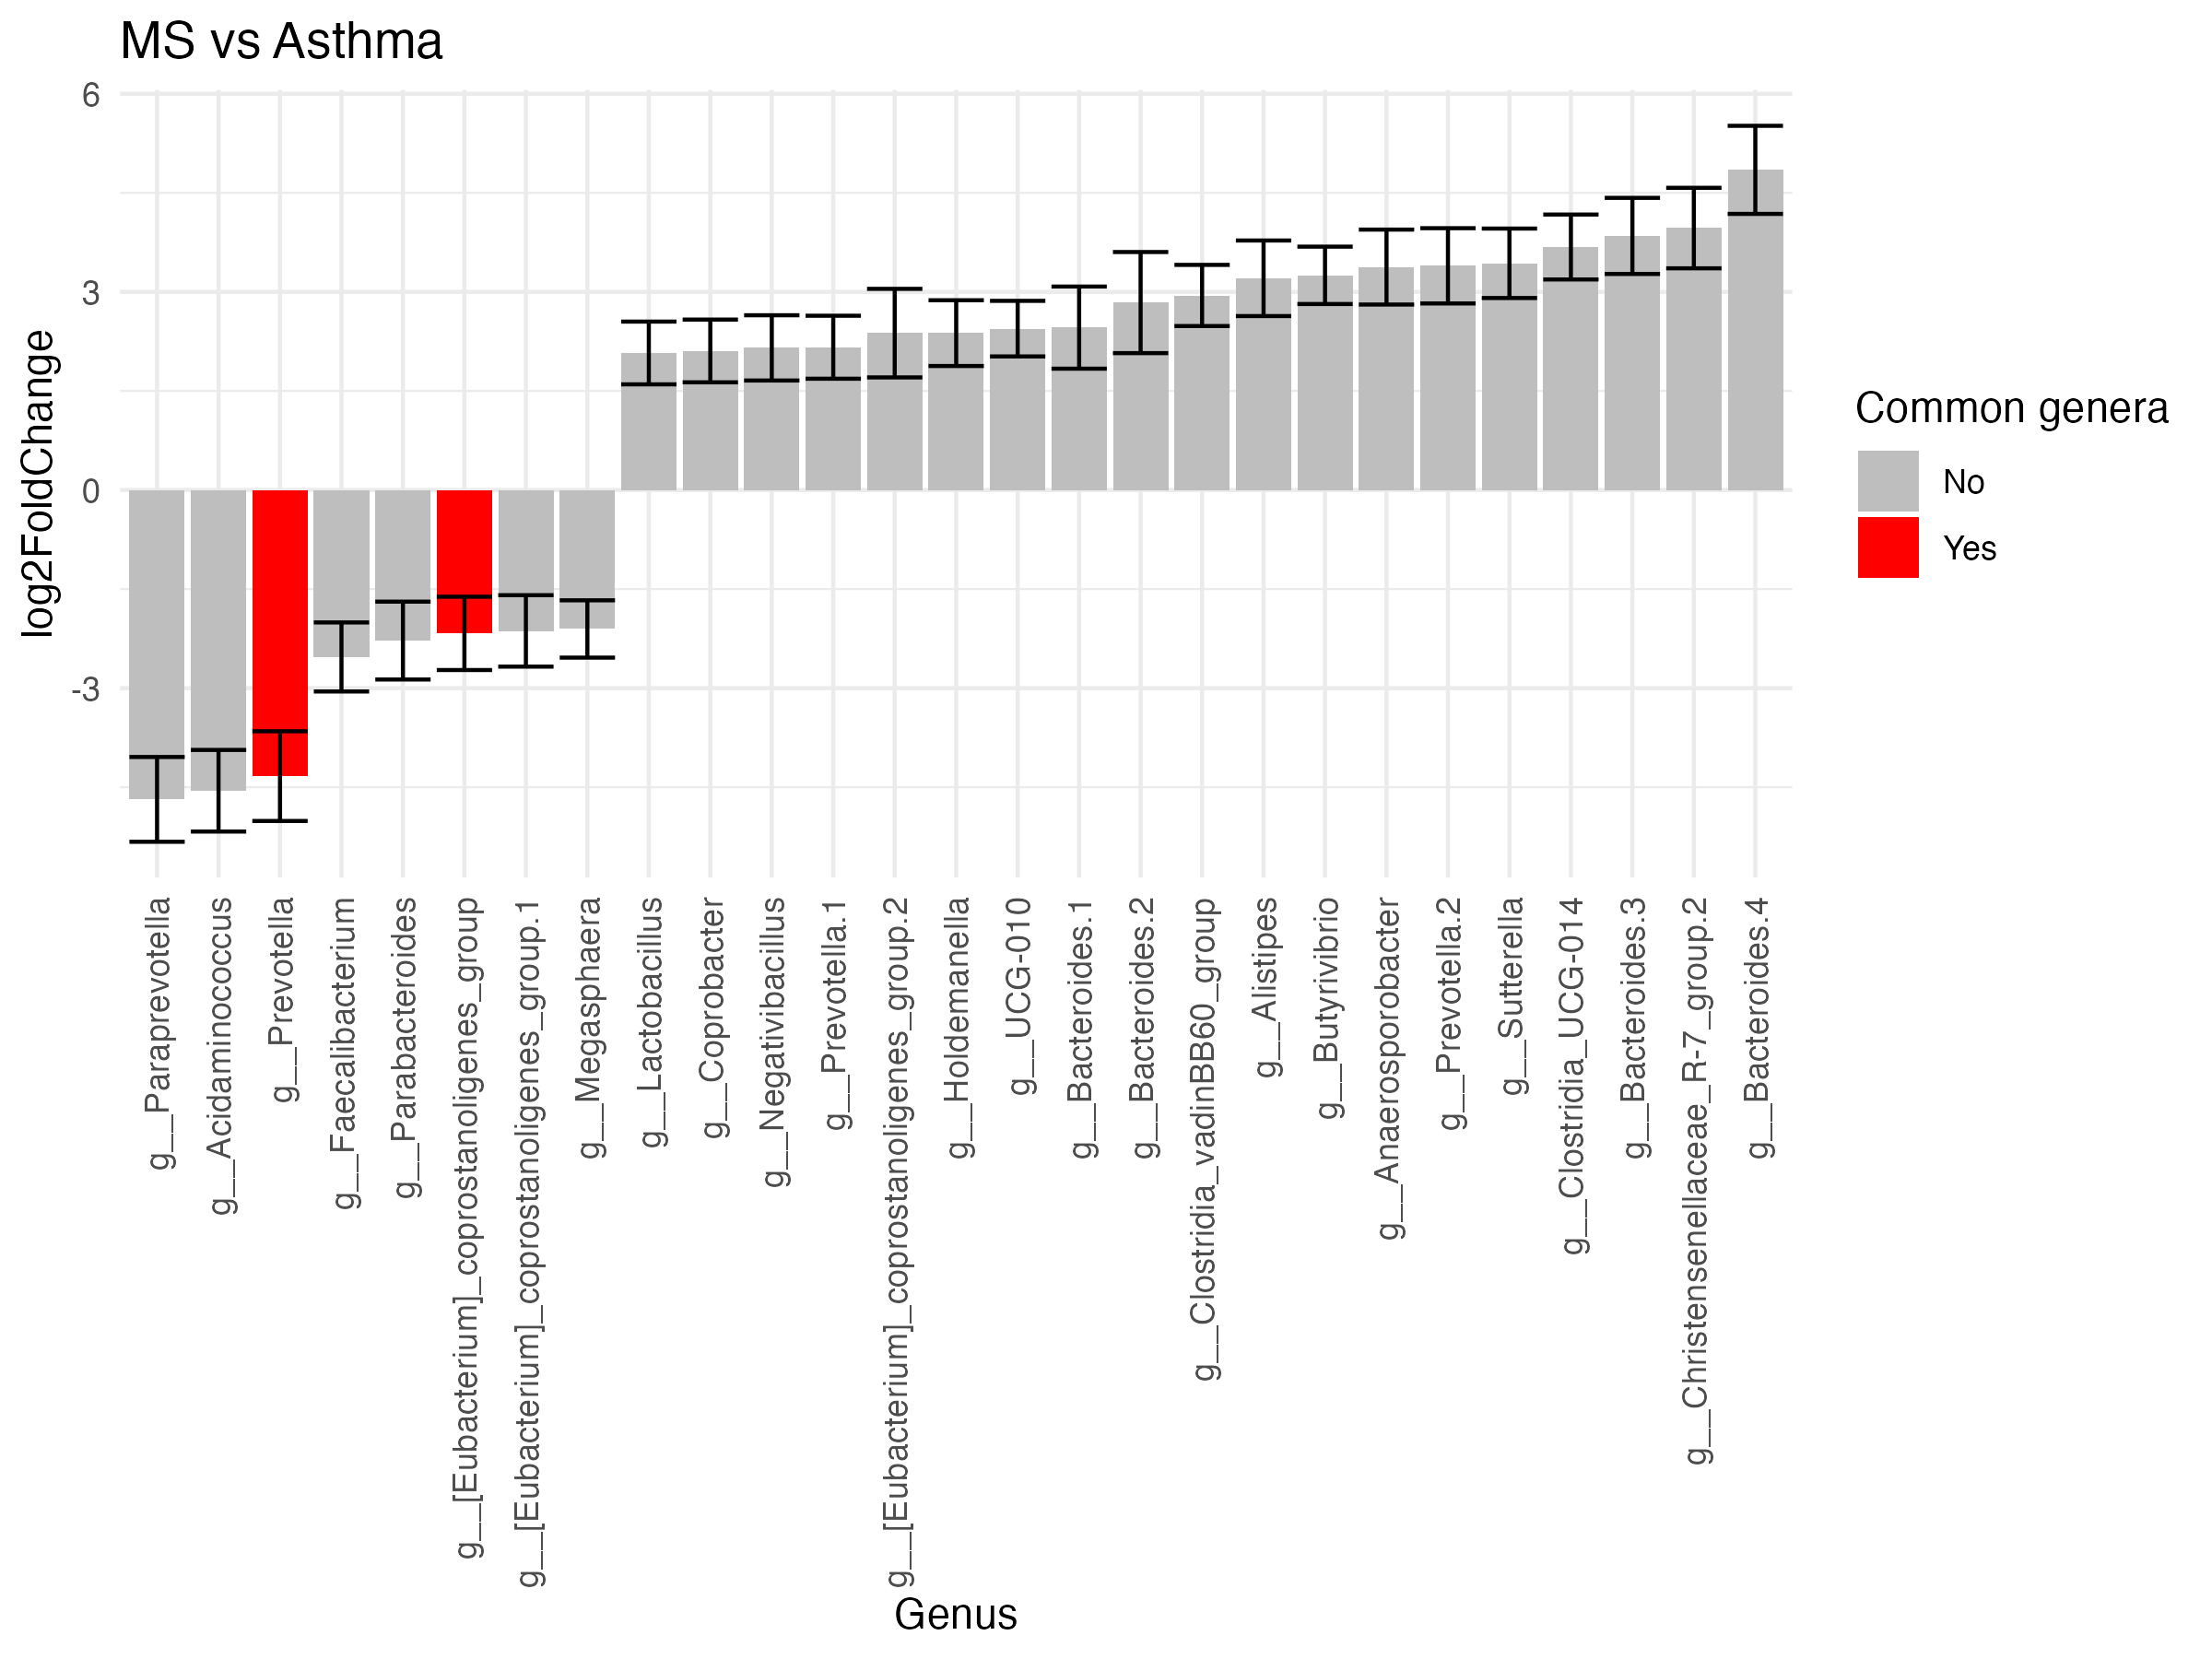 MS vs Asthma
6
3
0
-3
log2FoldChange
g__Paraprevotella
g__Acidaminococcus
g__Prevotella
g__Faecalibacterium
g__Parabacteroides
g__[Eubacterium]_coprostanoligenes_group
g__[Eubacterium]_coprostanoligenes_group.1
g__Megasphaera
g__Lactobacillus
g__Coprobacter
g__Negativibacillus
g__Prevotella.1
g__[Eubacterium]_coprostanoligenes_group.2
g__Holdemanella
g__UCG-010
g__Bacteroides.1
g__Bacteroides.2
g__Clostridia_vadinBB60_group
g__Alistipes
g__Butyrivibrio
g__Anaerosporobacter
g__Prevotella.2
g__Sutterella
g__Clostridia_UCG-014
g__Bacteroides.3
g__Christensenellaceae_R-7_group.2
g__Bacteroides.4
Genus
Common genera
No
Yes